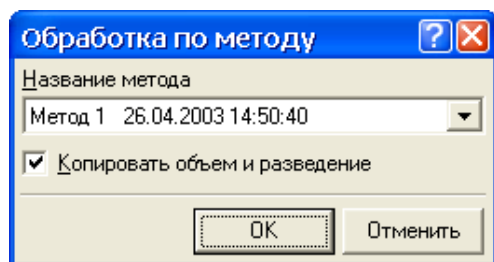 Обработка по методу
Название метода
Метод 1 26.04.2003 14:50:40
Копировать объем и разведение
OK Отменить